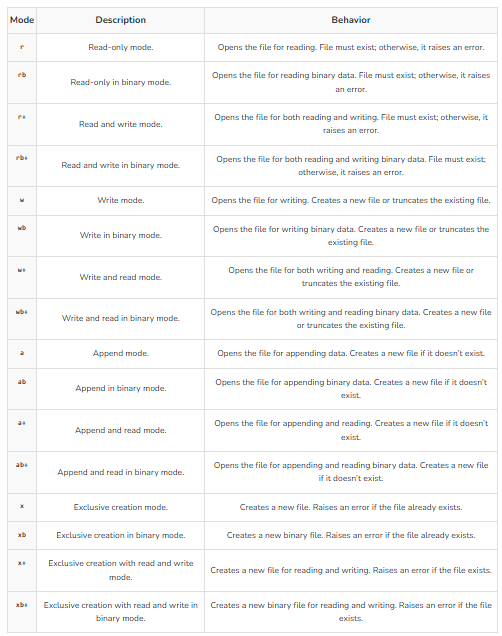 Mode Description Behavior
r Read-only mode. Opens the file for reading. File must exist; otherwise, it raises an error.
rb Read-only in binary mode. Opens the file for reading binary data. File must exist; otherwise, it raises
an error.
r+ Read and write mode. Opens the file for both reading and writing. File must exist; otherwise, it
raises an error.
rb+ Read and write in binary mode. Opens the file for both reading and writing binary data. File must exist;
otherwise, it raises an error.
w Write mode. Opens the file for writing. Creates a new file or truncates the existing file.
wb Write in binary mode. Opens the file for writing binary data. Creates a new file or truncates the
existing file.
w+ Write and read mode. Opens the file for both writing and reading. Creates a new file or
truncates the existing file.
wb+ Write and read in binary mode. Opens the file for both writing and reading binary data. Creates a new file
or truncates the existing file.
a Append mode. Opens the file for appending data. Creates a new file if it doesn't exist.
ab Append in binary mode. Opens the file for appending binary data. Creates a new file if it doesn't
exist.
a+ Append and read mode. Opens the file for appending and reading. Creates a new file if it doesn't
exist.
ab+ Append and read in binary mode. Opens the file for appending and reading binary data. Creates a new file
if it doesn't exist.
x Exclusive creation mode. Creates a new file. Raises an error if the file already exists.
xb Exclusive creation in binary mode. Creates a new binary file. Raises an error if the file already exists.
x+ Exclusive creation with read and write
mode. Creates a new file for reading and writing. Raises an error if the file exists.
xb+ Exclusive creation with read and write in
binary mode. Creates a new binary file for reading and writing. Raises an error if the file
exists.